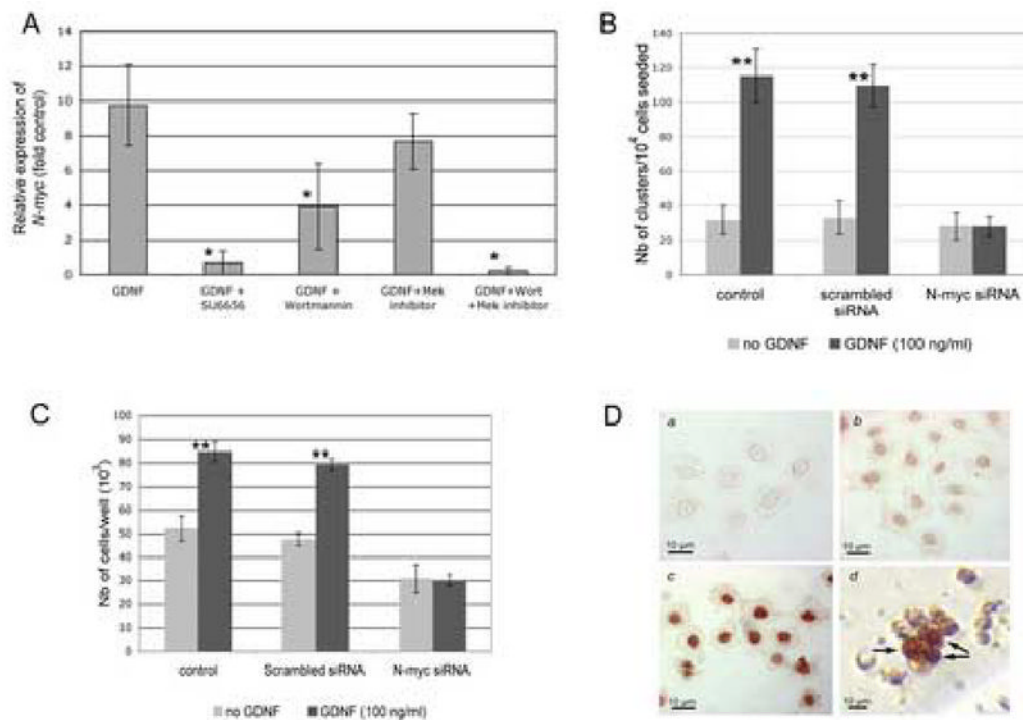 A
14
12
10
8
6
4
2
0
Relative expression of
N-myc (fold control)
*
*
*
GDNF
GDNF +
SU6656
GDNF +
Wortmannin
GDNF+Mek
inhibitor
GDNF+Wort
+Mek inhibitor
B
140
120
100
80
60
40
20
0
Nb of clusters/10⁴ cells seeded
**
**
control
scrambled
siRNA
N-myc siRNA
no GDNF
GDNF (100 ng/ml)
C
100
90
80
70
60
50
40
30
20
10
0
Nb of cells/well (10³)
**
**
control
Scrambled siRNA
N-myc siRNA
no GDNF
GDNF (100 ng/ml)
D
a
10 µm
b
10 µm
c
10 µm
d
10 µm